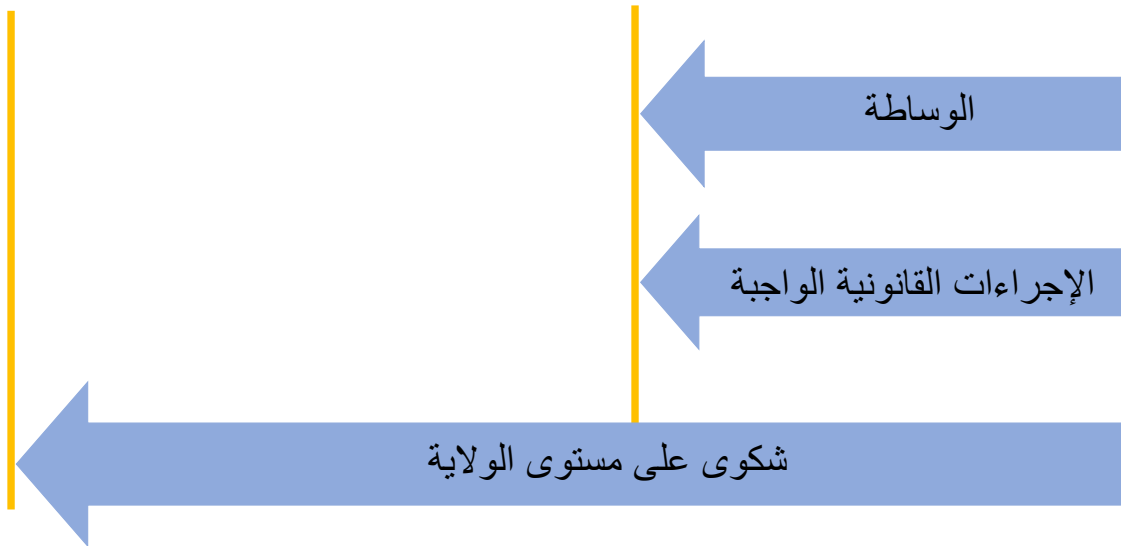 الوساطة
الإجراءات القانونية الواجبة
شكوى على مستوى الولاية